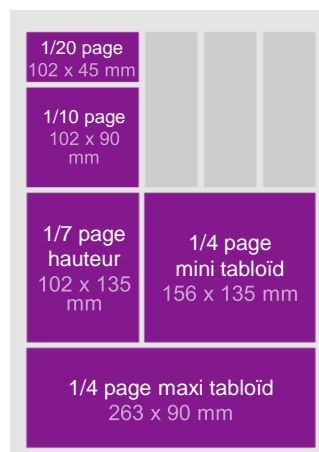 1/20 page
102 x 45 mm
1/10 page
102 x 90
mm
1/7 page
hauteur
102 x 135
mm
1/4 page
mini tabloïd
156 x 135 mm
1/4 page maxi tabloïd
263 x 90 mm